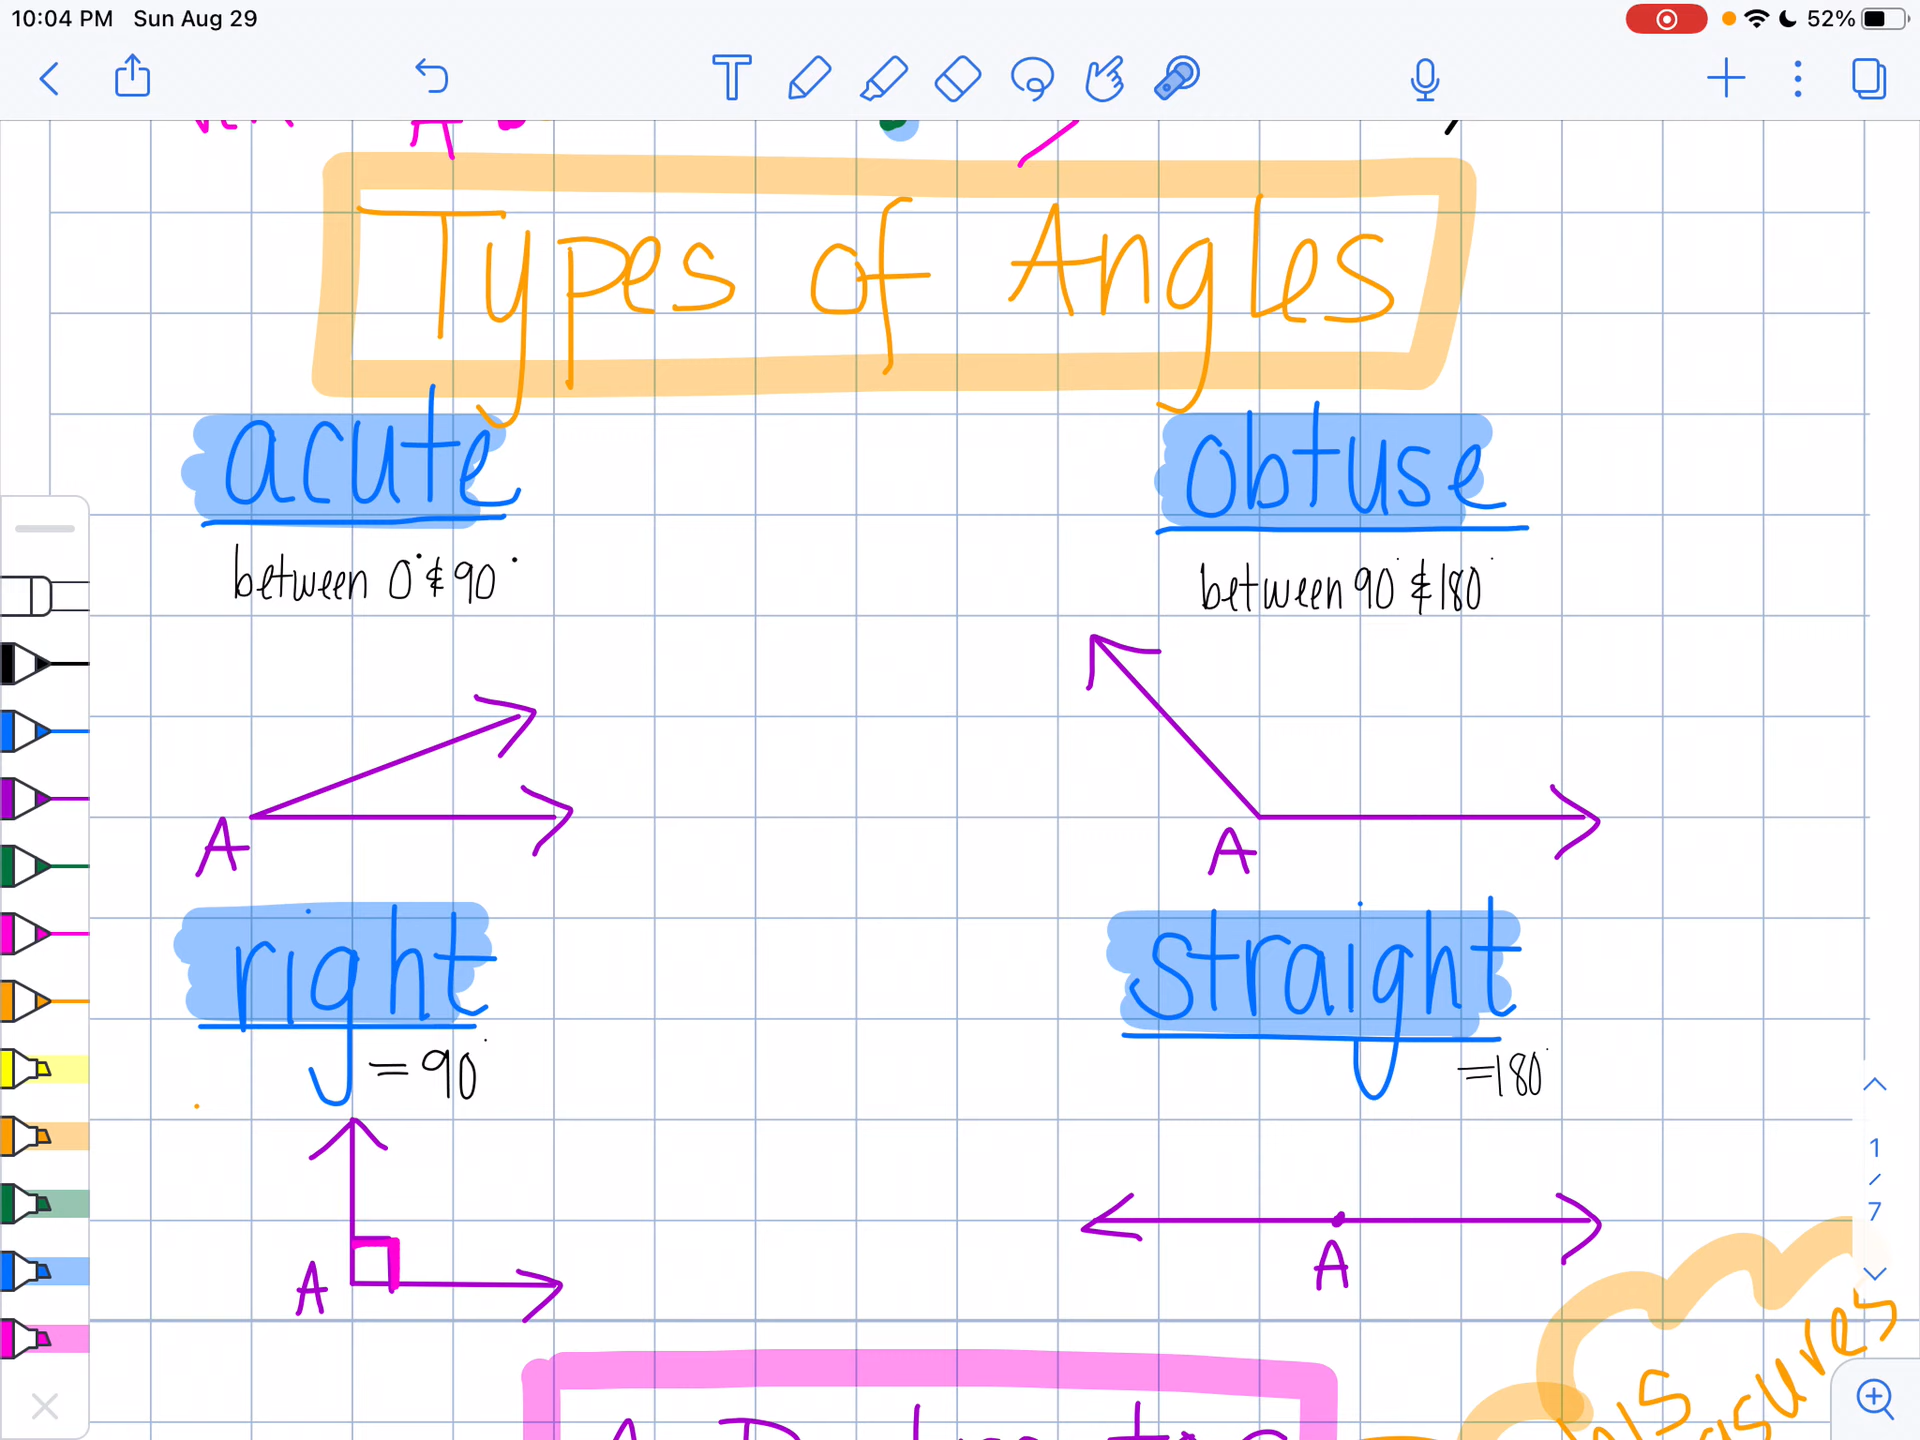 10:04 PM Sun Aug 29 52%
T
A
Types of Angles
acute obtuse
between 0° & 90° between 90° & 180°
A A
right straight
= 90° =180°
1
/
7
A A